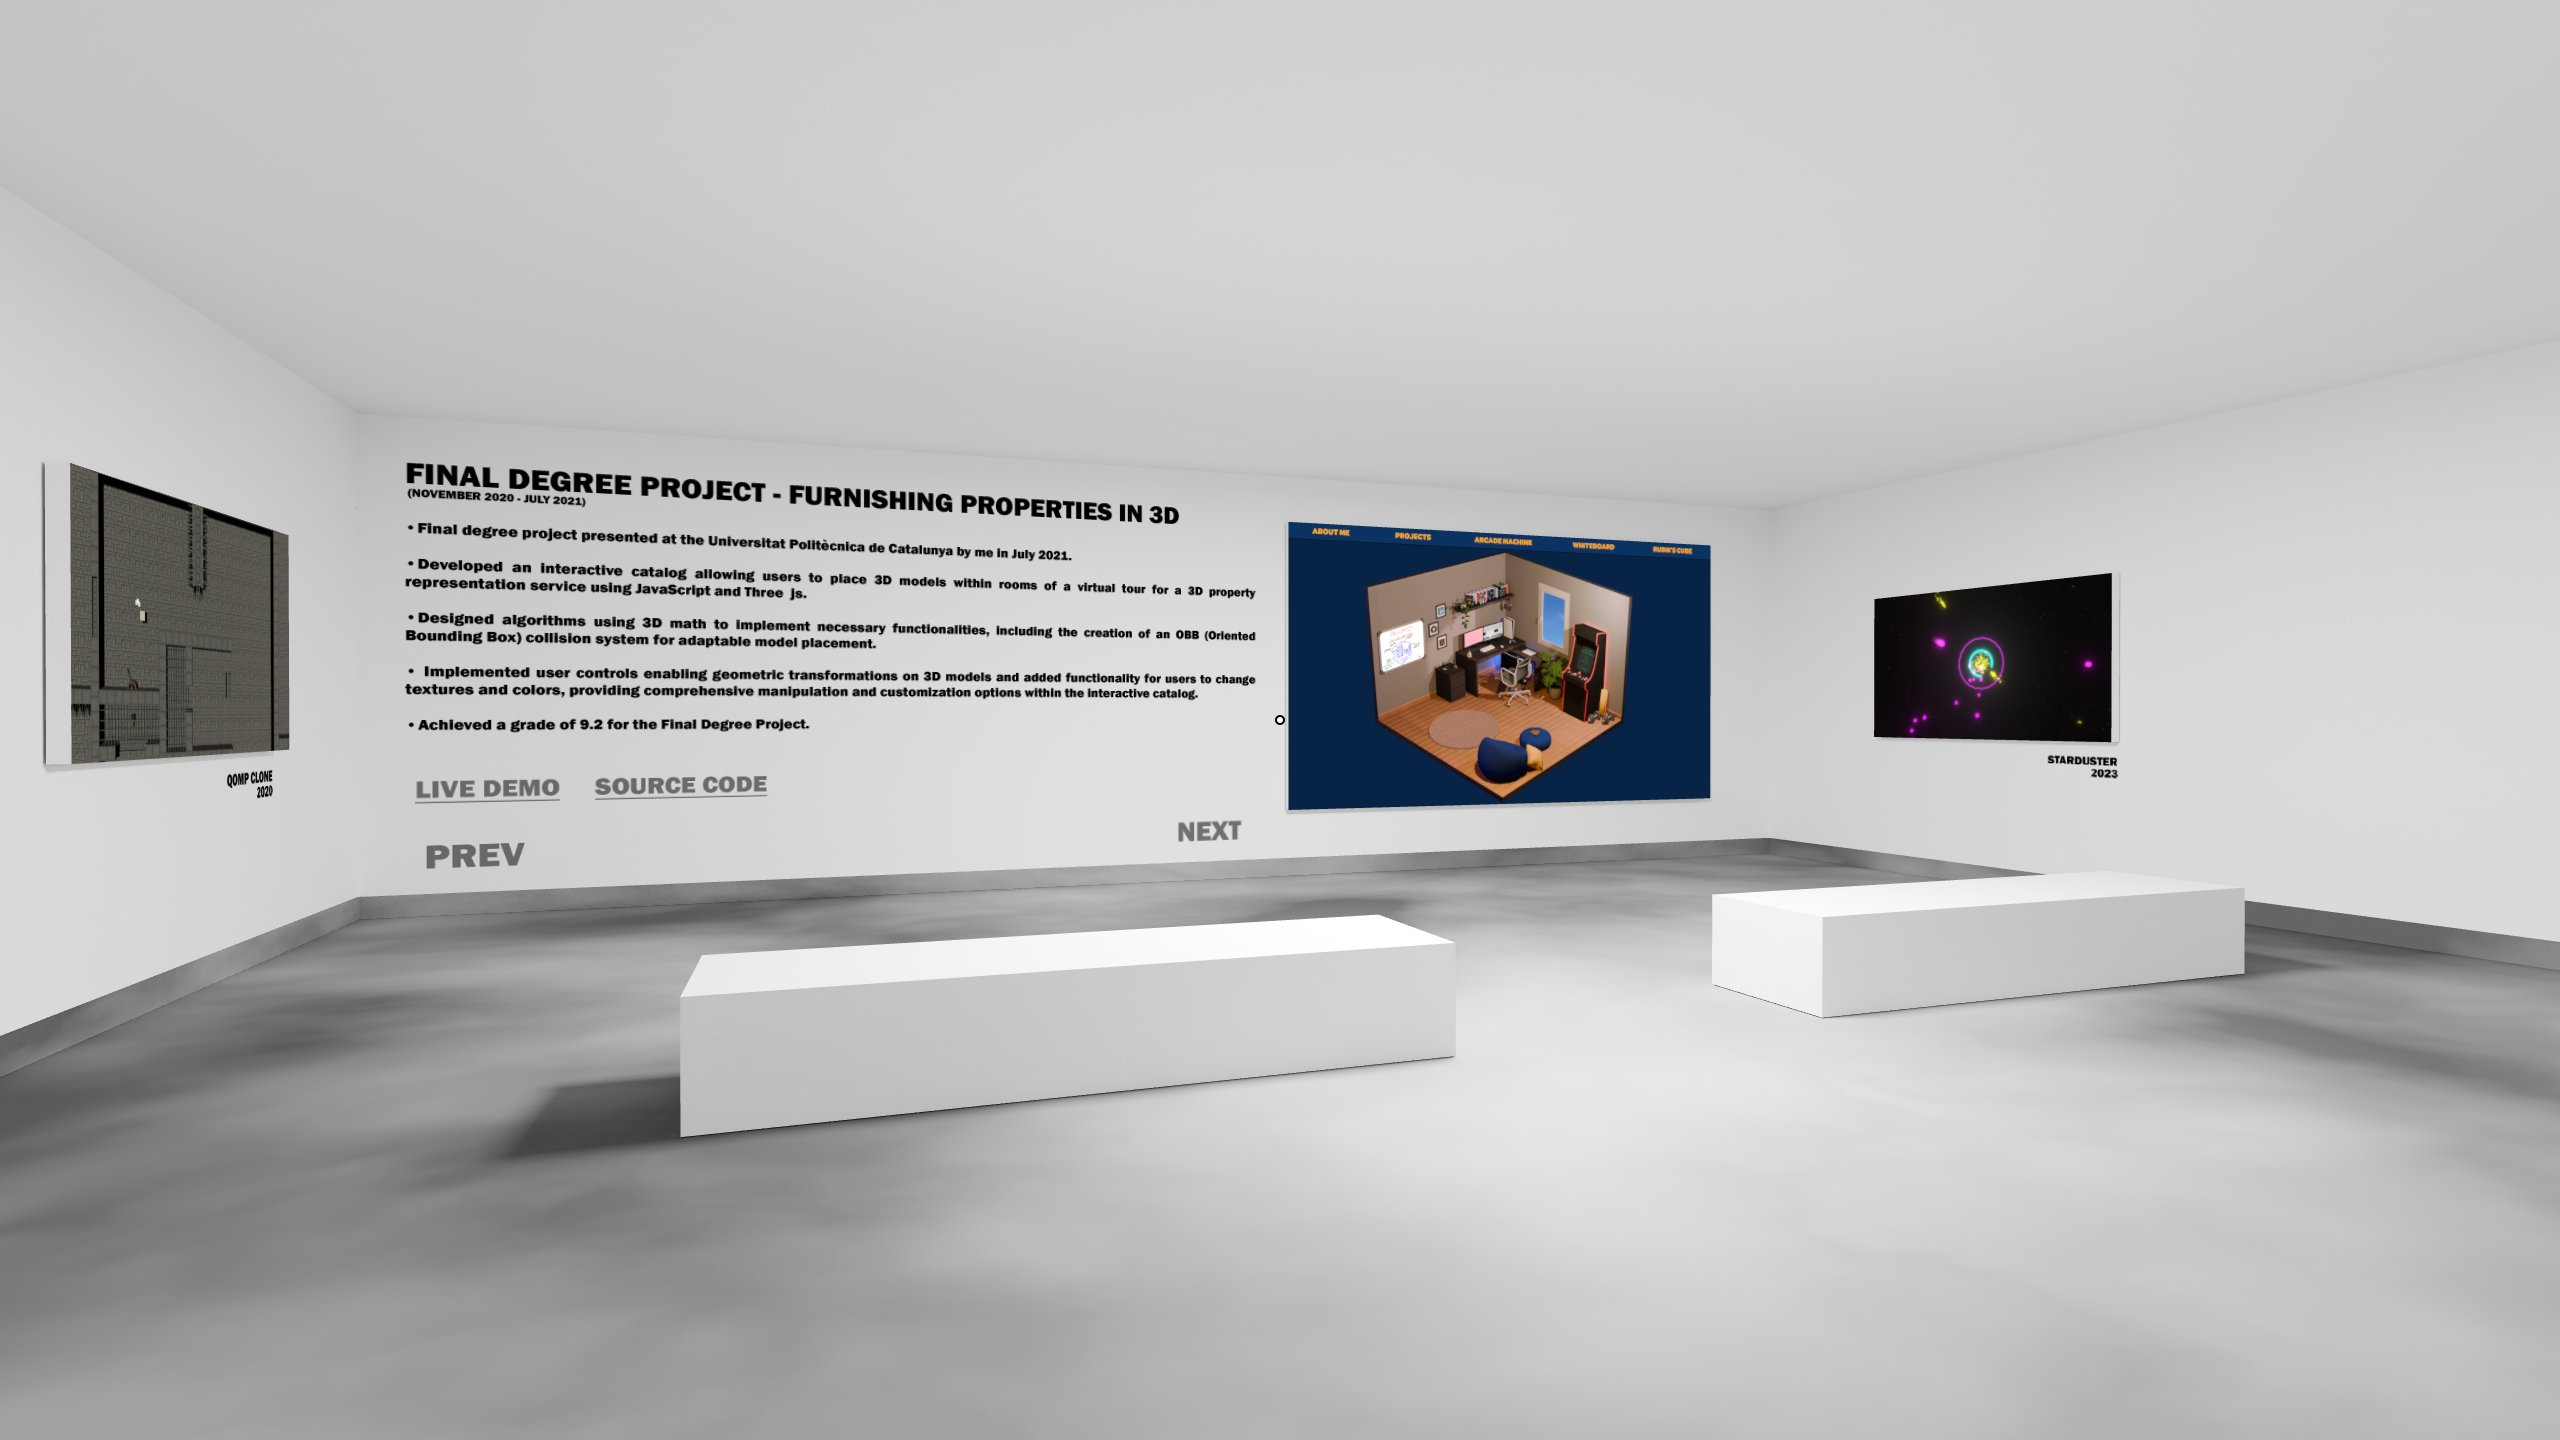 FINAL DEGREE PROJECT - FURNISHING PROPERTIES IN 3D
(NOVEMBER 2020 - JULY 2021)
• Final degree project presented at the Universitat Politècnica de Catalunya by me in July 2021.
• Developed an interactive catalog allowing users to place 3D models within rooms of a virtual tour for a 3D property
representation service using JavaScript and Three js.
• Designed algorithms using 3D math to implement necessary functionalities, including the creation of an OBB (Oriented
Bounding Box) collision system for adaptable model placement.
• Implemented user controls enabling geometric transformations on 3D models and added functionality for users to change
textures and colors, providing comprehensive manipulation and customization options within the interactive catalog.
• Achieved a grade of 9.2 for the Final Degree Project.
LIVE DEMO SOURCE CODE
PREV NEXT
QOMP CLONE
2020
ABOUT ME PROJECTS ARCADE MACHINE WHITEBOARD RUBIK'S CUBE
STARDUSTER
2023